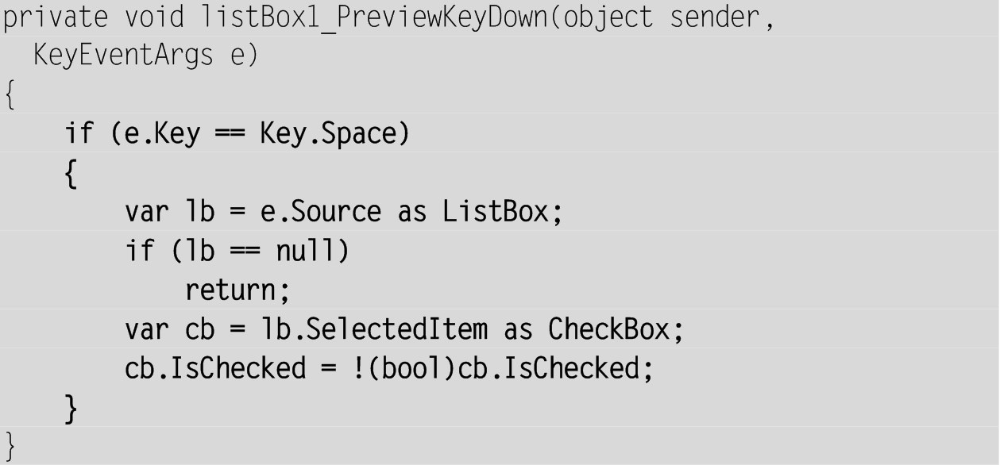 private void listBox1_PreviewKeyDown(object sender,
  KeyEventArgs e)
{
    if (e.Key == Key.Space)
    {
        var lb = e.Source as ListBox;
        if (lb == null)
            return;
        var cb = lb.SelectedItem as CheckBox;
        cb.IsChecked = !(bool)cb.IsChecked;
    }
}